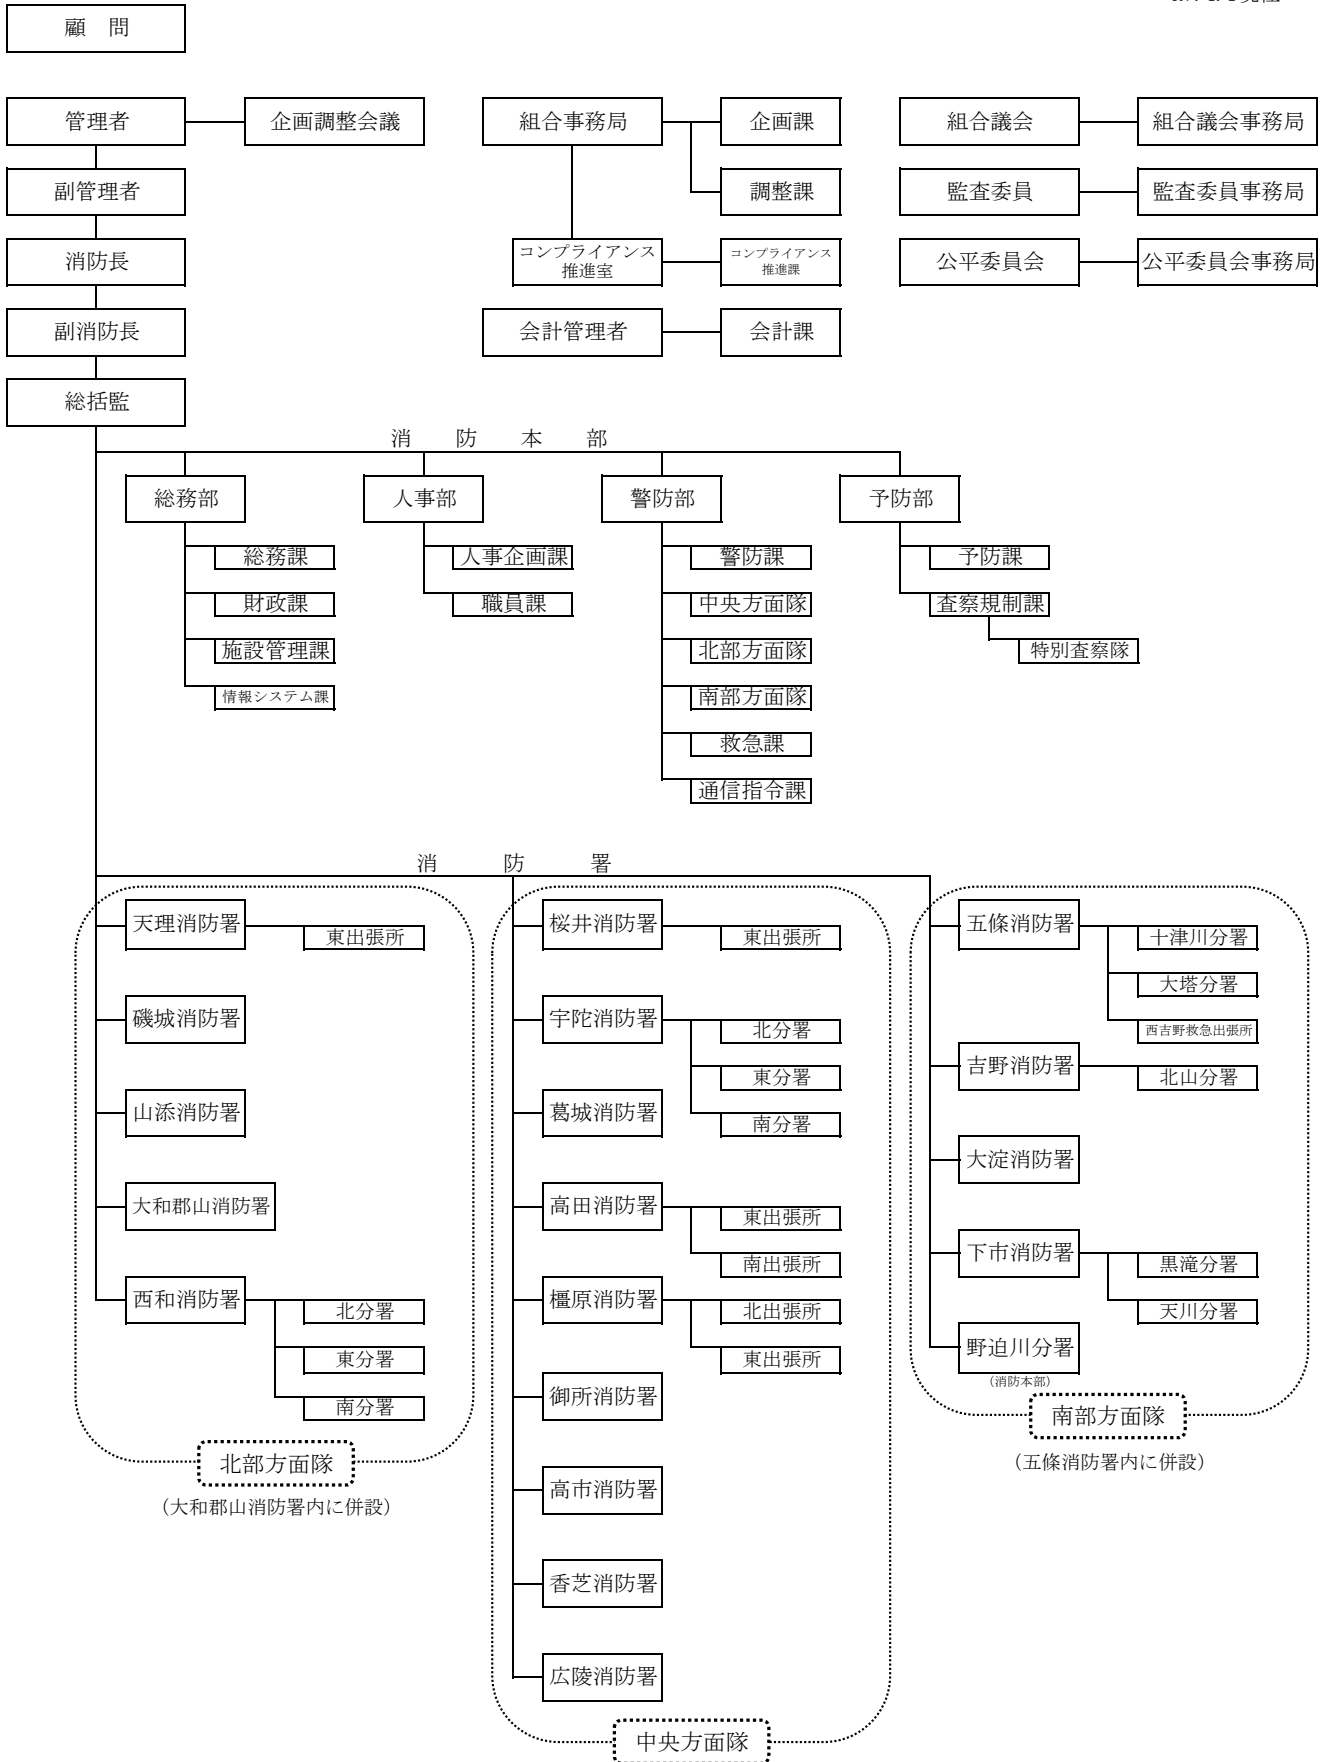 顧　問
管理者
企画調整会議
組合事務局
企画課
組合議会
組合議会事務局
副管理者
調整課
監査委員
監査委員事務局
消防長
コンプライアンス
推進室
コンプライアンス
推進課
公平委員会
公平委員会事務局
副消防長
会計管理者
会計課
総括監
消　防　本　部
総務部
人事部
警防部
予防部
総務課
人事企画課
警防課
予防課
財政課
職員課
中央方面隊
査察規制課
施設管理課
北部方面隊
特別査察隊
情報システム課
南部方面隊
救急課
通信指令課
消　防　署
天理消防署
東出張所
磯城消防署
山添消防署
大和郡山消防署
西和消防署
北分署
東分署
南分署
北部方面隊
（大和郡山消防署内に併設）
桜井消防署
東出張所
宇陀消防署
北分署
東分署
南分署
葛城消防署
高田消防署
東出張所
南出張所
橿原消防署
北出張所
東出張所
御所消防署
高市消防署
香芝消防署
広陵消防署
中央方面隊
五條消防署
十津川分署
大塔分署
西吉野救急出張所
吉野消防署
北山分署
大淀消防署
下市消防署
黒滝分署
天川分署
野迫川分署
（消防本部）
南部方面隊
（五條消防署内に併設）